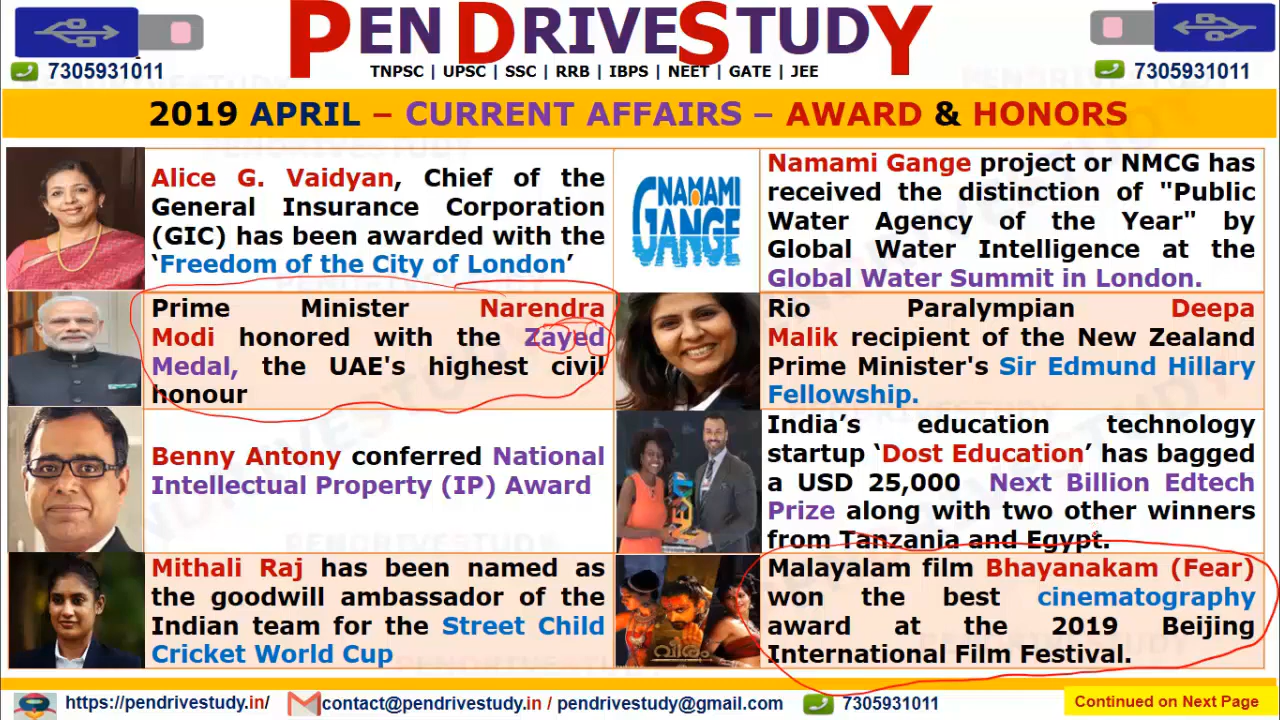 PENDRIVESTUDY
TNPSC | UPSC | SSC | RRB | IBPS | NEET | GATE | JEE
7305931011
7305931011
2019 APRIL – CURRENT AFFAIRS – AWARD & HONORS
Alice G. Vaidyan, Chief of the
General Insurance Corporation
(GIC) has been awarded with the
‘Freedom of the City of London’
NAMAMI
GANGE
Namami Gange project or NMCG has
received the distinction of "Public
Water Agency of the Year" by
Global Water Intelligence at the
Global Water Summit in London.
Prime Minister Narendra
Modi honored with the Zayed
Medal, the UAE's highest civil
honour
Rio Paralympian Deepa
Malik recipient of the New Zealand
Prime Minister's Sir Edmund Hillary
Fellowship.
Benny Antony conferred National
Intellectual Property (IP) Award
India’s education technology
startup ‘Dost Education’ has bagged
a USD 25,000 Next Billion Edtech
Prize along with two other winners
from Tanzania and Egypt.
Mithali Raj has been named as
the goodwill ambassador of the
Indian team for the Street Child
Cricket World Cup
വീരം
Malayalam film Bhayanakam (Fear)
won the best cinematography
award at the 2019 Beijing
International Film Festival.
https://pendrivestudy.in/
contact@pendrivestudy.in / pendrivestudy@gmail.com
7305931011
Continued on Next Page